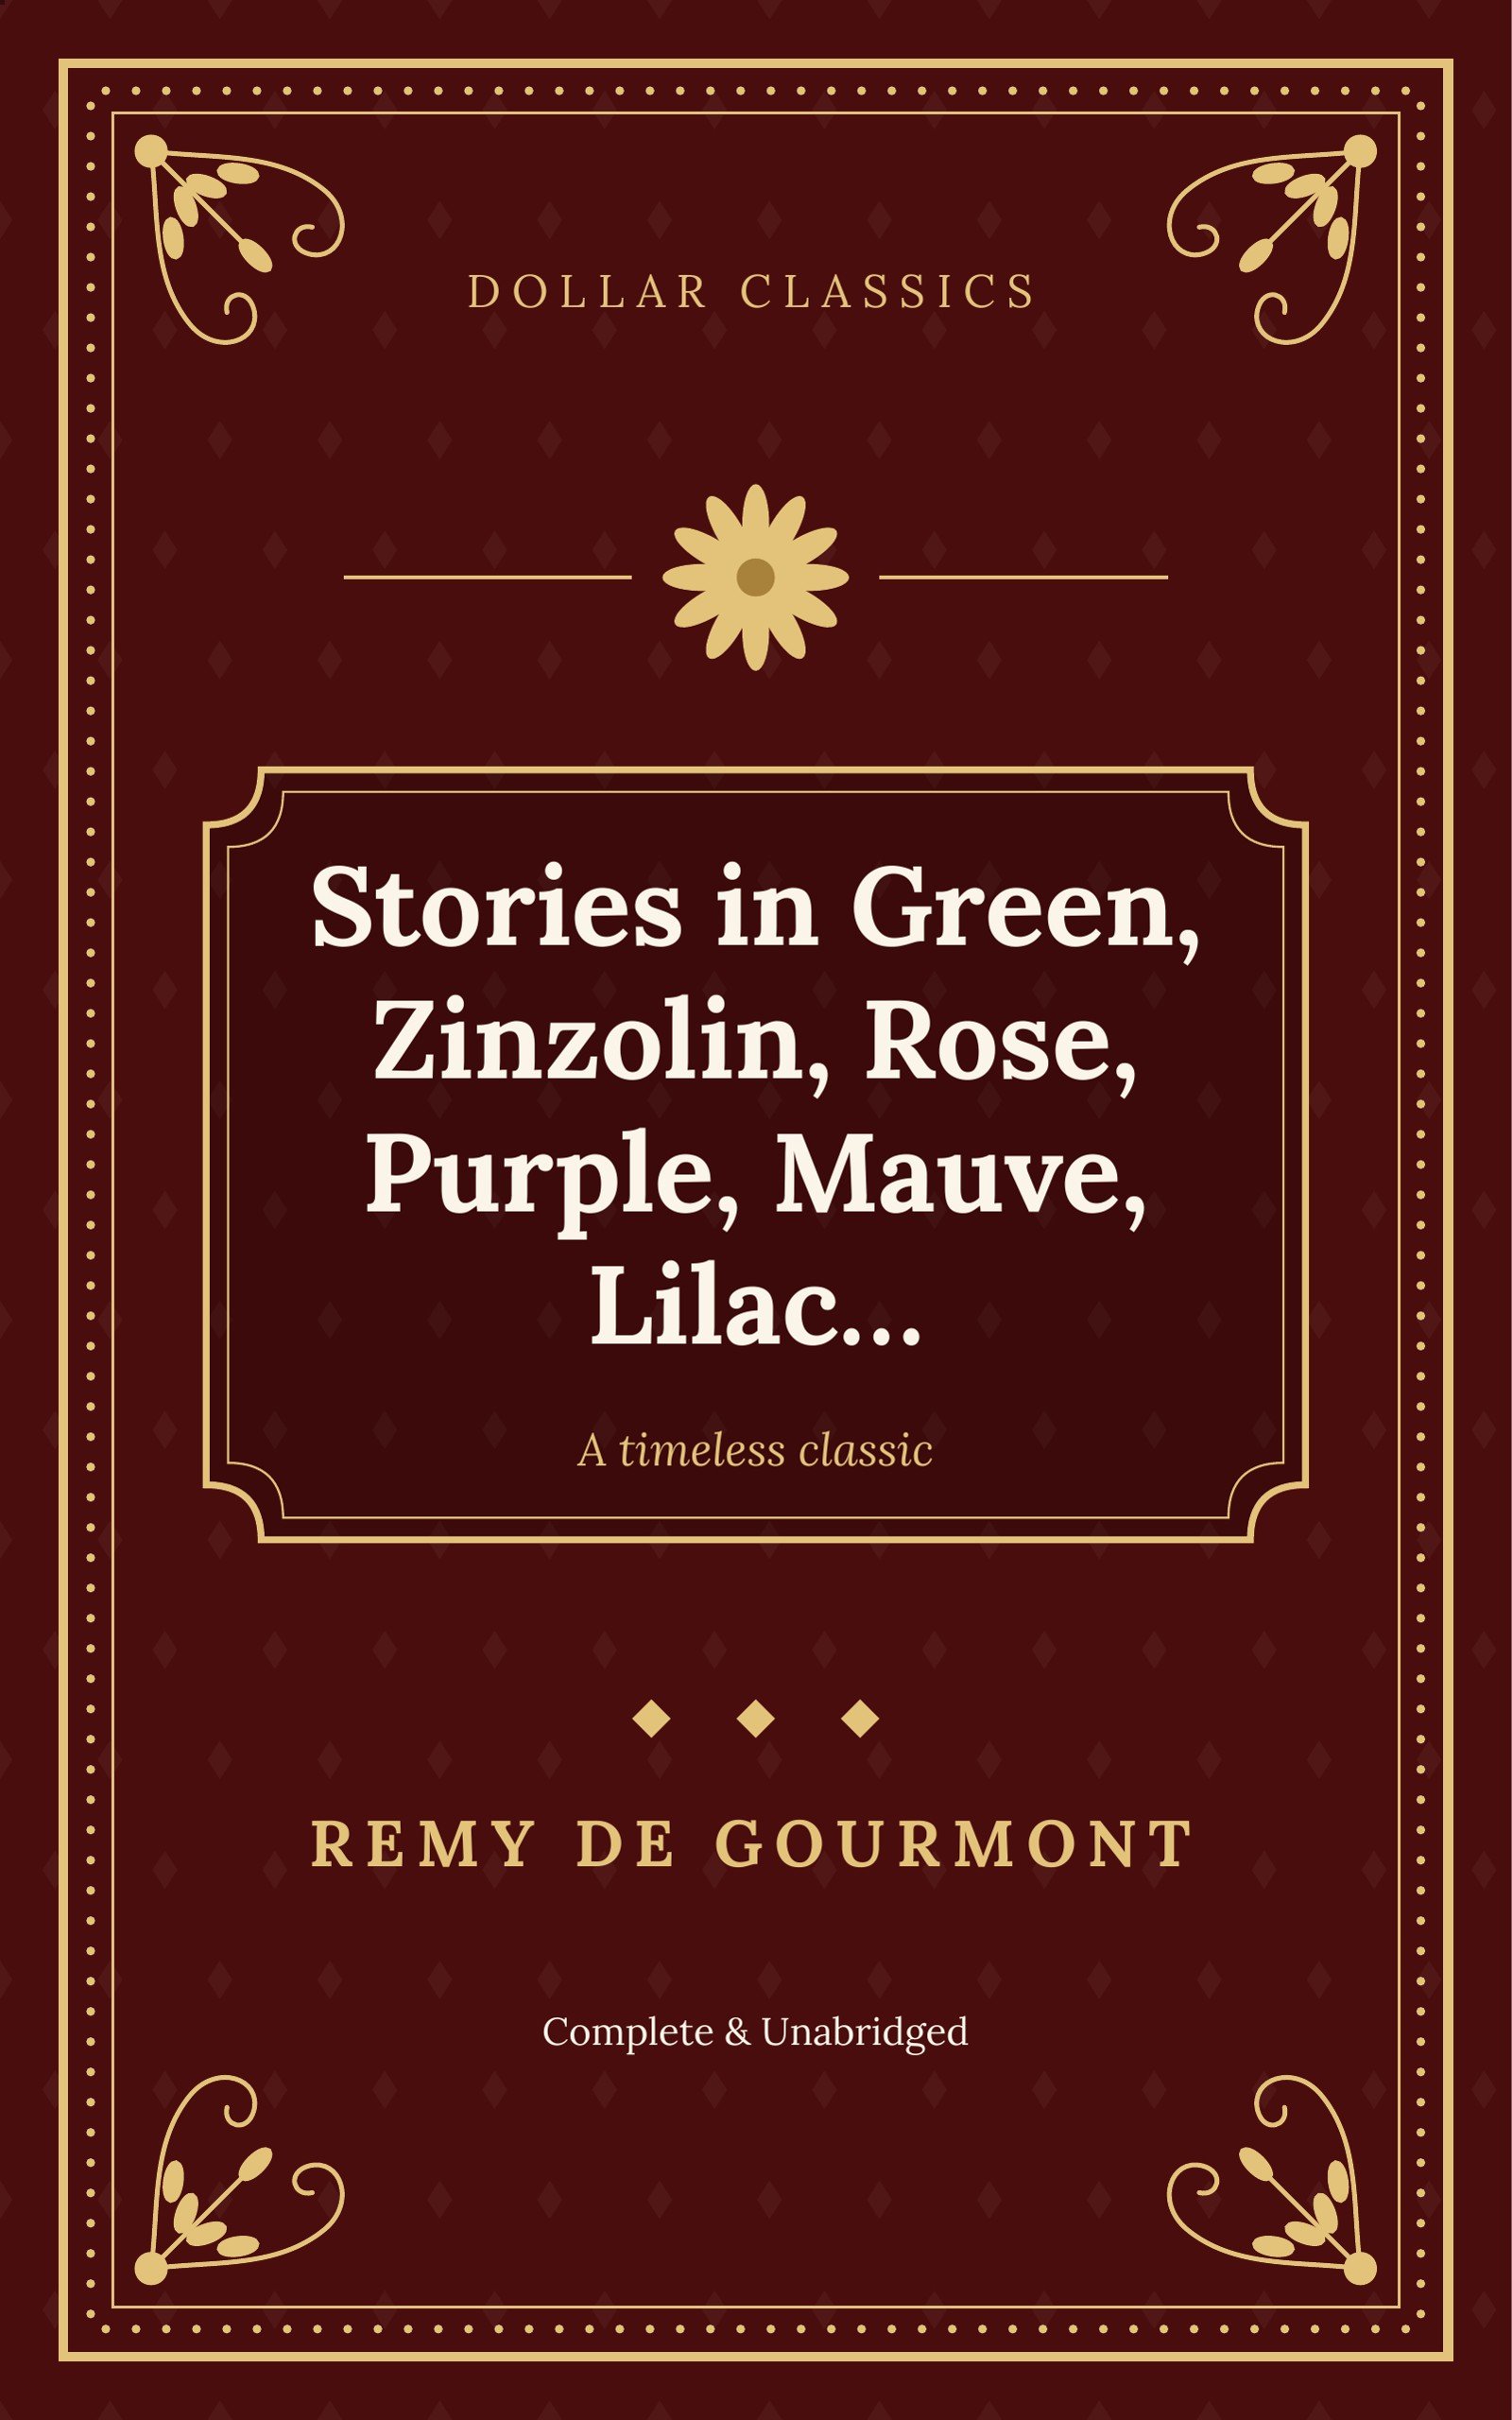 DOLLAR CLASSICS
Stories in Green,
Zinzolin, Rose,
Purple, Mauve,
Lilac...
A timeless classic
REMY DE GOURMONT
Complete & Unabridged